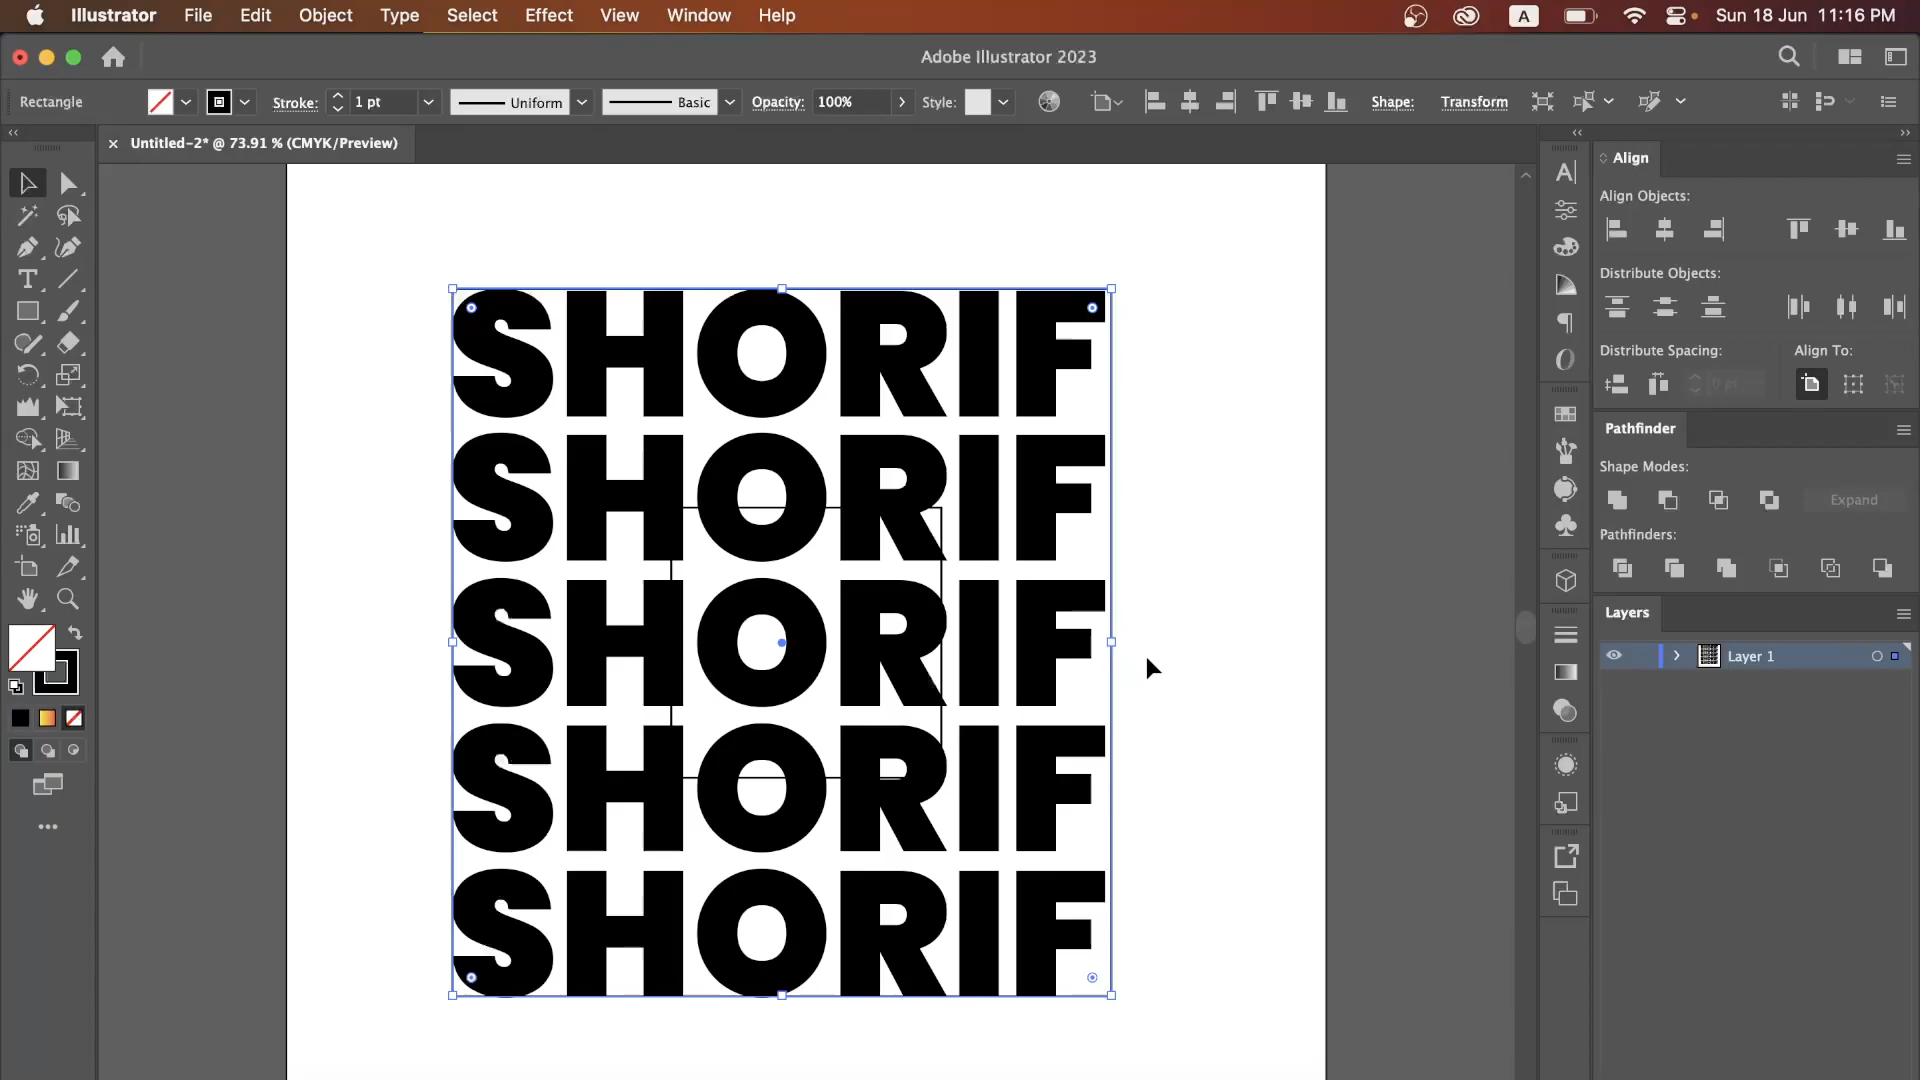 Illustrator File Edit Object Type Select Effect View Window Help A Sun 18 Jun 11:16 PM
Adobe Illustrator 2023
Rectangle Stroke: 1 pt Uniform Basic Opacity: 100% Style: Shape: Transform
Untitled-2* @ 73.91 % (CMYK/Preview)
Align
Align Objects:
Distribute Objects:
Distribute Spacing: Align To:
0 pt
Pathfinder
Shape Modes:
Expand
Pathfinders:
Layers
Layer 1
SHORIF
SHORIF
SHORIF
SHORIF
SHORIF